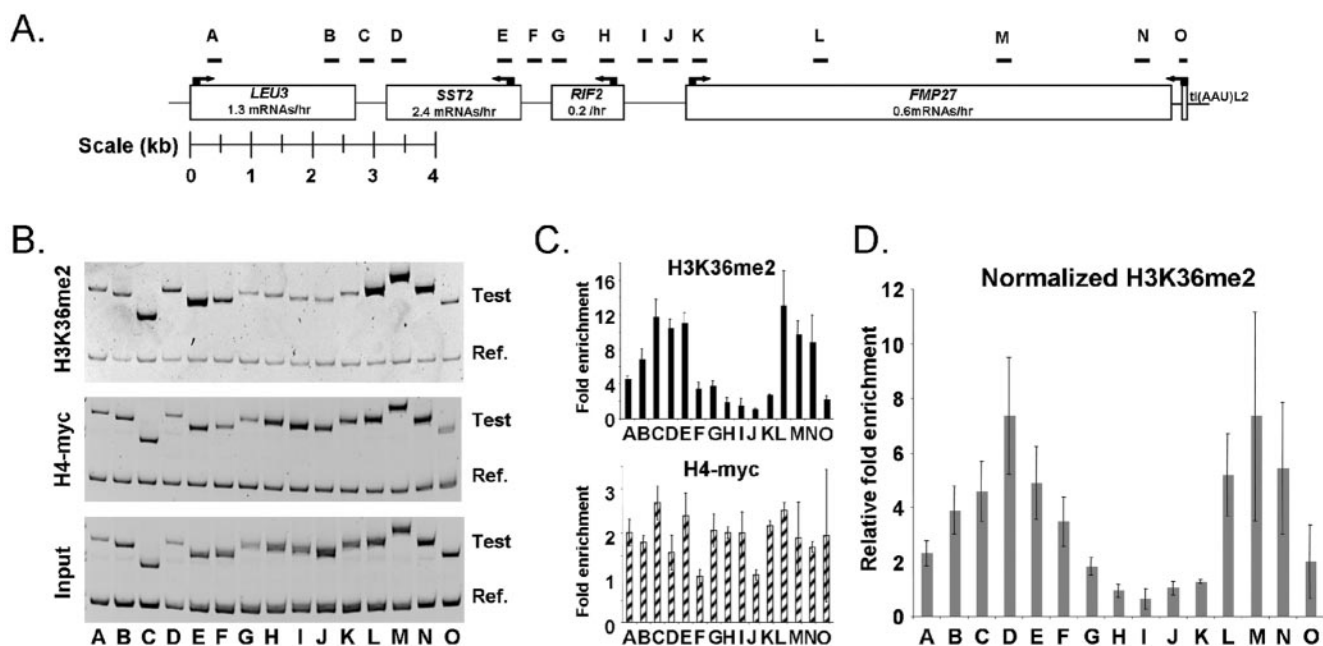 A.
A B C D E F G H I J K L M N O
LEU3
1.3 mRNAs/hr
SST2
2.4 mRNAs/hr
RIF2
0.2 /hr
FMP27
0.6mRNAs/hr
tI(AAU)L2
Scale (kb)
0 1 2 3 4
B.
H3K36me2
Test
Ref.
H4-myc
Test
Ref.
Input
Test
Ref.
A B C D E F G H I J K L M N O
C.
H3K36me2
Fold enrichment
16
12
8
4
0
ABCDEFGHIJKLMNO
H4-myc
Fold enrichment
3
2
1
0
ABCDEFGHIJKLMNO
D.
Normalized H3K36me2
Relative fold enrichment
12
10
8
6
4
2
0
A B C D E F G H I J K L M N O